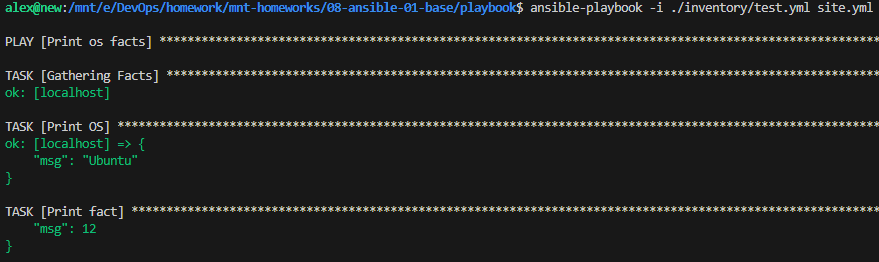 alex@new:/mnt/e/DevOps/homework/mnt-homeworks/08-ansible-01-base/playbook$ ansible-playbook -i ./inventory/test.yml site.yml
PLAY [Print os facts] *********************************************************************************************************
TASK [Gathering Facts] ********************************************************************************************************
ok: [localhost]
TASK [Print OS] ***************************************************************************************************************
ok: [localhost] => {
    "msg": "Ubuntu"
}
TASK [Print fact] *************************************************************************************************************
    "msg": 12
}